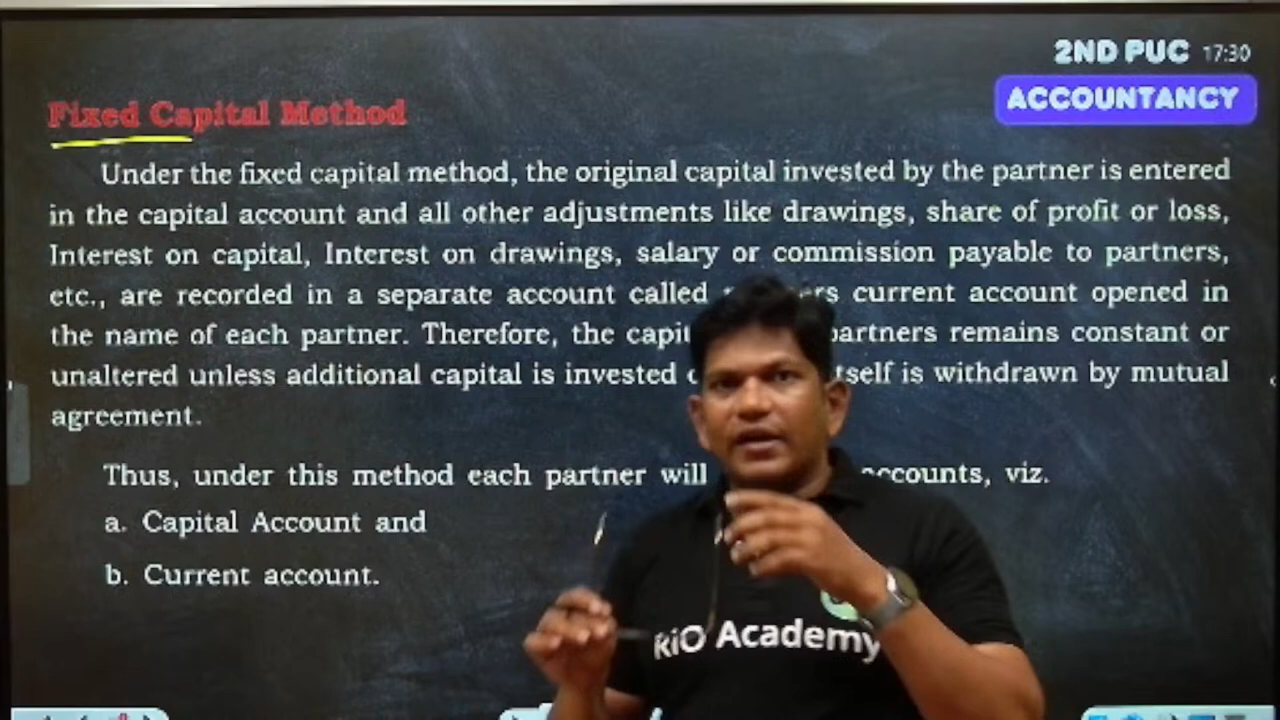 2ND PUC 17:30
ACCOUNTANCY
Fixed Capital Method
Under the fixed capital method, the original capital invested by the partner is entered
in the capital account and all other adjustments like drawings, share of profit or loss,
Interest on capital, Interest on drawings, salary or commission payable to partners,
etc., are recorded in a separate account called current account opened in
the name of each partner. Therefore, the partners remains constant or
unaltered unless additional capital is invested is withdrawn by mutual
agreement.
Thus, under this method each partner will accounts, viz.
a. Capital Account and
b. Current account.
RiO Academy